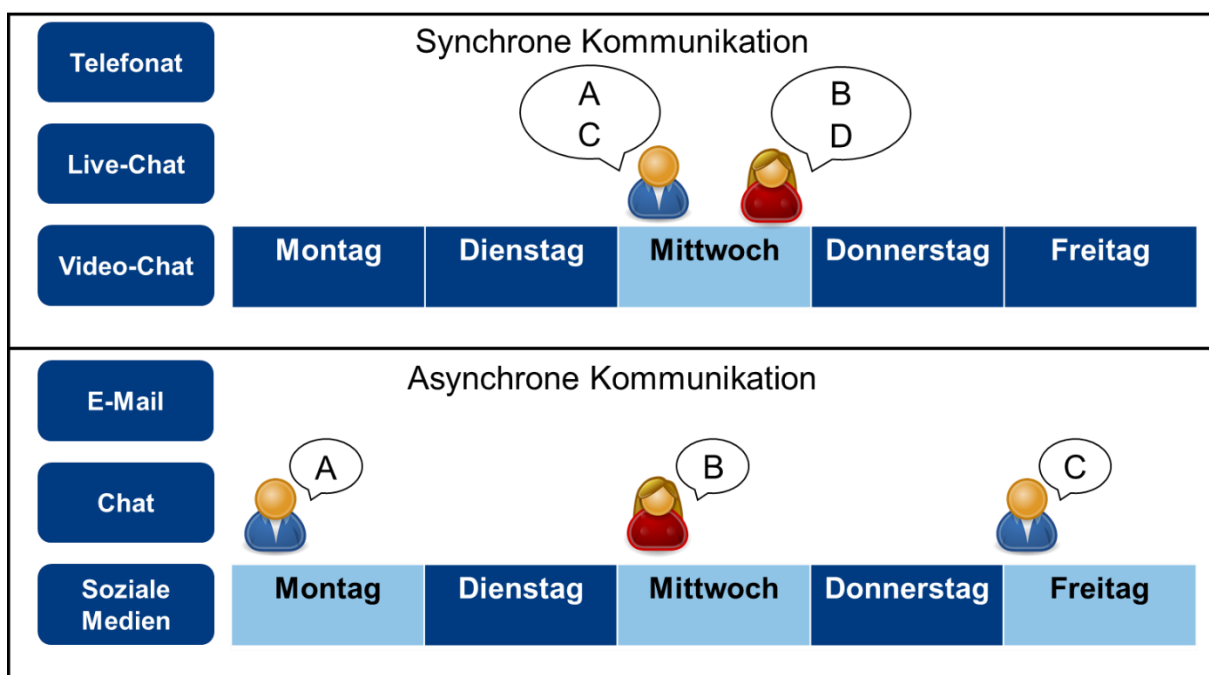 Synchrone Kommunikation
Telefonat
Live-Chat
Video-Chat
A
C
B
D
Montag
Dienstag
Mittwoch
Donnerstag
Freitag
Asynchrone Kommunikation
E-Mail
Chat
Soziale
Medien
A
B
C
Montag
Dienstag
Mittwoch
Donnerstag
Freitag